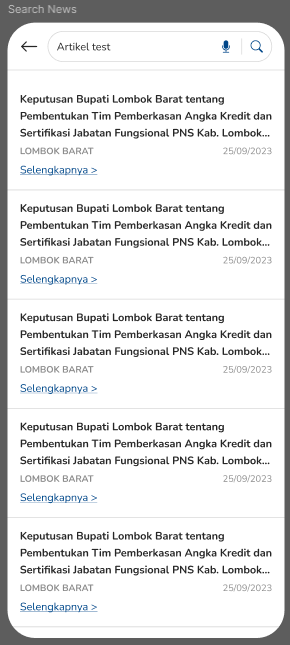 Search News
Artikel test
Keputusan Bupati Lombok Barat tentang
Pembentukan Tim Pemberkasan Angka Kredit dan
Sertifikasi Jabatan Fungsional PNS Kab. Lombok...
LOMBOK BARAT 25/09/2023
Selengkapnya >
Keputusan Bupati Lombok Barat tentang
Pembentukan Tim Pemberkasan Angka Kredit dan
Sertifikasi Jabatan Fungsional PNS Kab. Lombok...
LOMBOK BARAT 25/09/2023
Selengkapnya >
Keputusan Bupati Lombok Barat tentang
Pembentukan Tim Pemberkasan Angka Kredit dan
Sertifikasi Jabatan Fungsional PNS Kab. Lombok...
LOMBOK BARAT 25/09/2023
Selengkapnya >
Keputusan Bupati Lombok Barat tentang
Pembentukan Tim Pemberkasan Angka Kredit dan
Sertifikasi Jabatan Fungsional PNS Kab. Lombok...
LOMBOK BARAT 25/09/2023
Selengkapnya >
Keputusan Bupati Lombok Barat tentang
Pembentukan Tim Pemberkasan Angka Kredit dan
Sertifikasi Jabatan Fungsional PNS Kab. Lombok...
LOMBOK BARAT 25/09/2023
Selengkapnya >